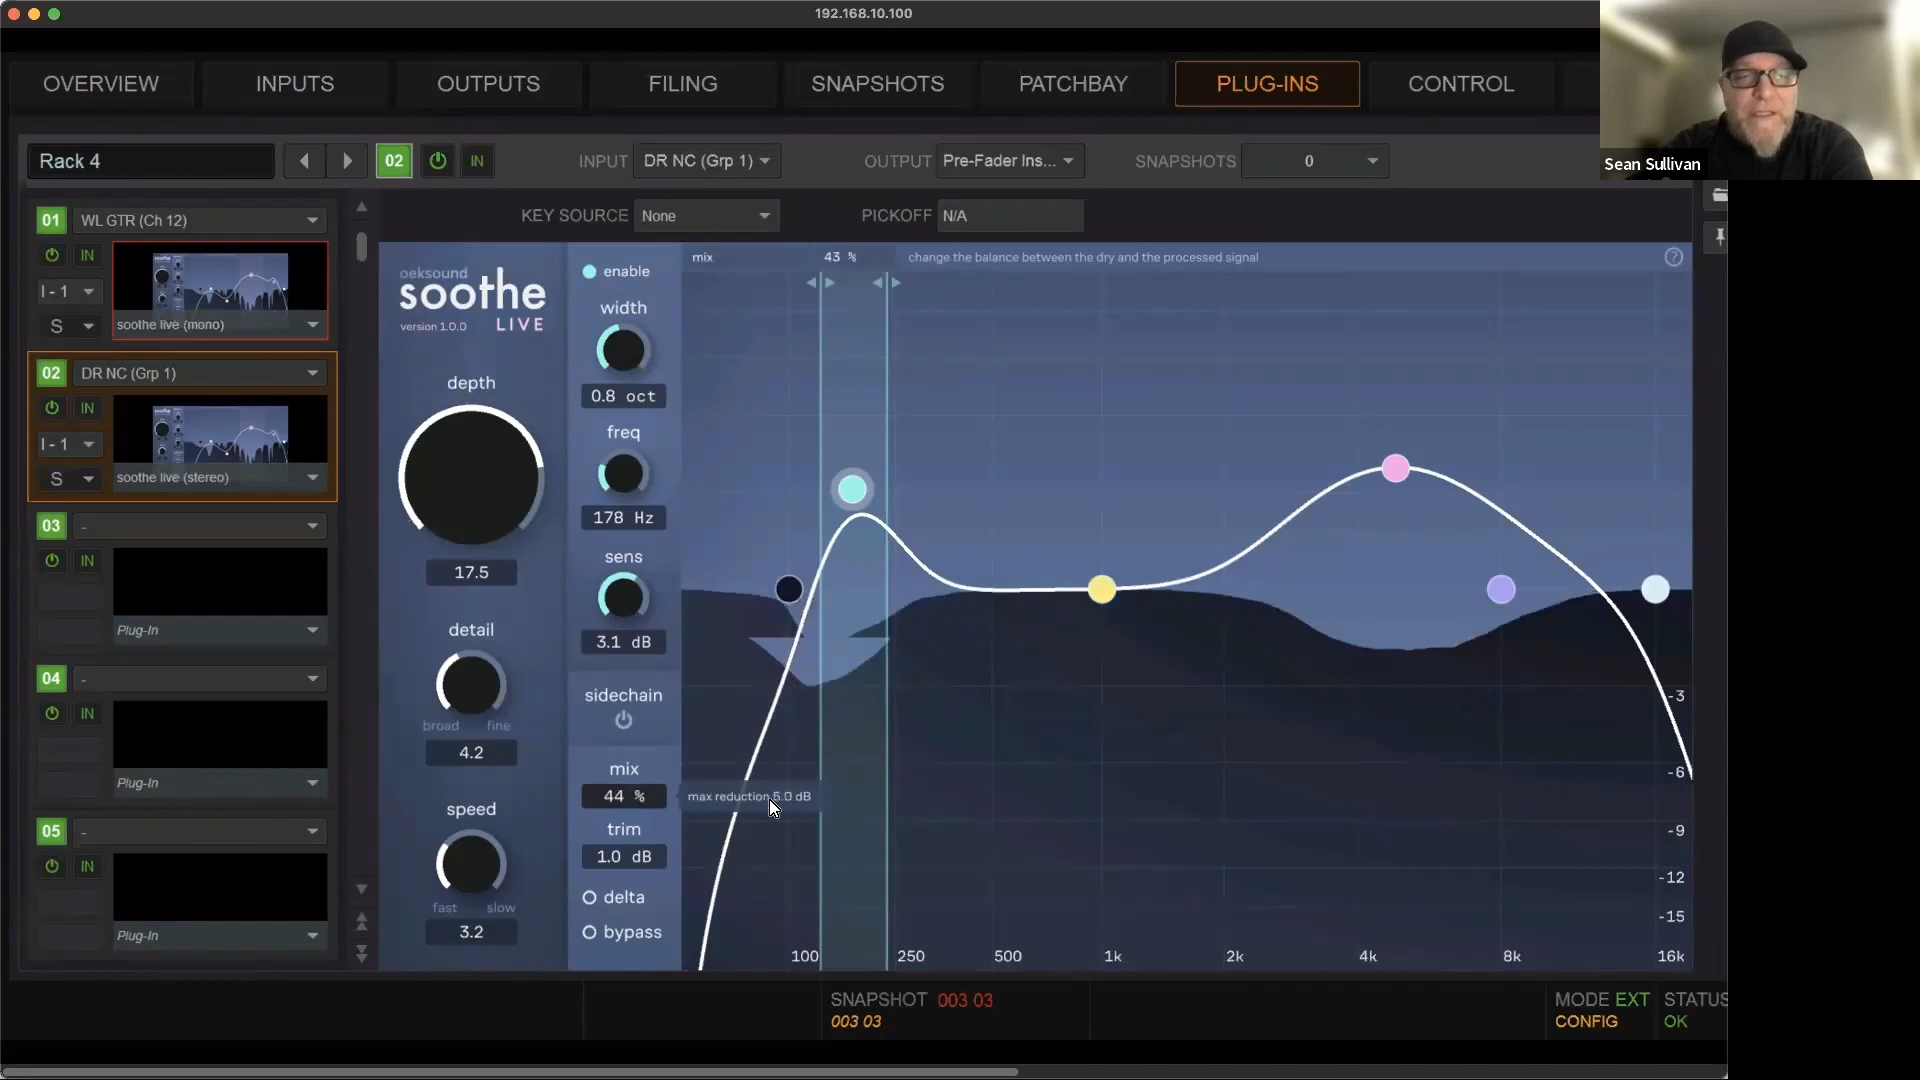 192.168.10.100
OVERVIEW INPUTS OUTPUTS FILING SNAPSHOTS PATCHBAY PLUG-INS CONTROL
Sean Sullivan
Rack 4 02 IN INPUT DR NC (Grp 1) OUTPUT Pre-Fader Ins... SNAPSHOTS 0
KEY SOURCE None PICKOFF N/A
01 WL GTR (Ch 12)
IN
I - 1
S soothe live (mono)
02 DR NC (Grp 1)
IN
I - 1
S soothe live (stereo)
03 -
IN
Plug-In
04 -
IN
Plug-In
05 -
IN
Plug-In
oeksound
soothe
version 1.0.0 LIVE
depth
17.5
detail
broad fine
4.2
speed
fast slow
3.2
enable
width
0.8 oct
freq
178 Hz
sens
3.1 dB
sidechain
mix
44 %
trim
1.0 dB
delta
bypass
mix 43 % change the balance between the dry and the processed signal ?
max reduction 5.0 dB
-3
-6
-9
-12
-15
100 250 500 1k 2k 4k 8k 16k
SNAPSHOT 003 03
003 03
MODE EXT STATUS
CONFIG OK